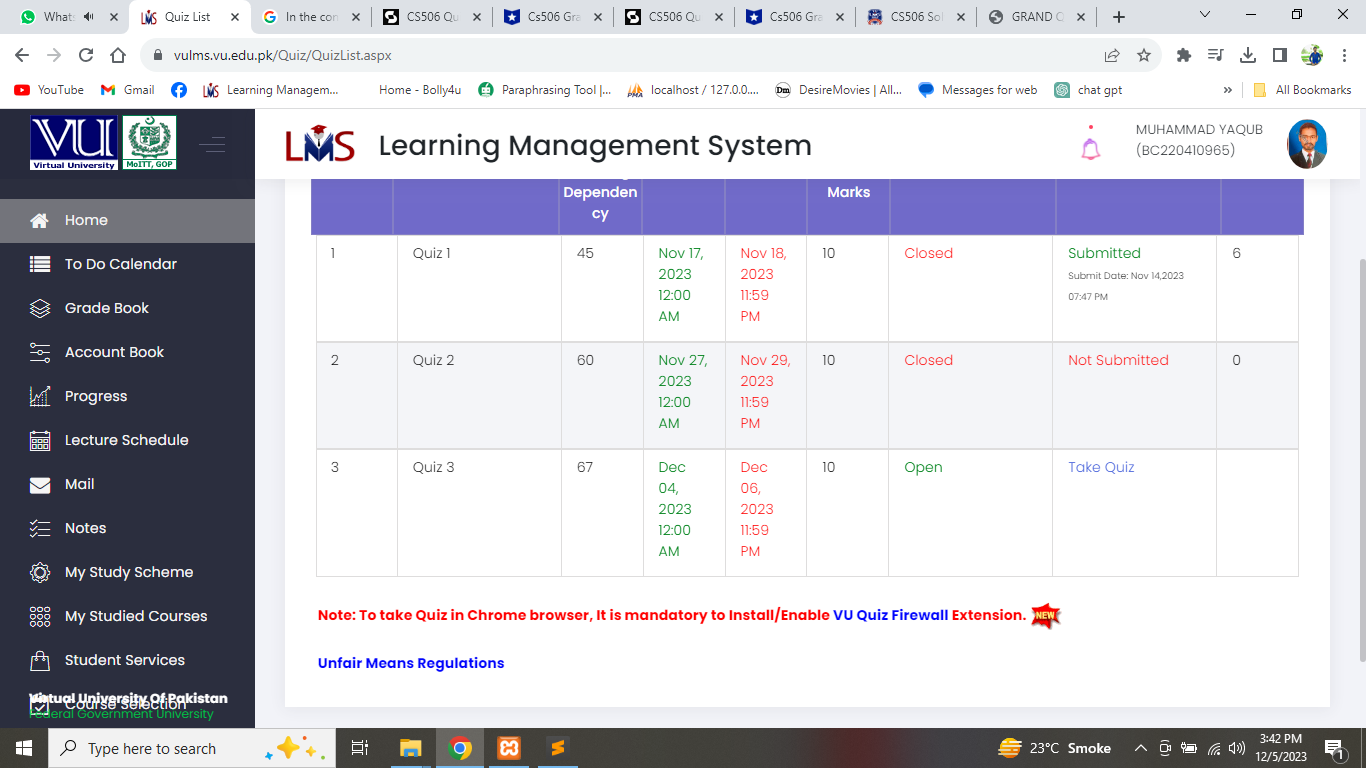 Whats
Quiz List
In the con
CS506 Qu
Cs506 Gra
CS506 Qu
Cs506 Gra
CS506 Sol
GRAND C
vulms.vu.edu.pk/Quiz/QuizList.aspx
YouTube
Gmail
Learning Managem...
Home - Bolly4u
Paraphrasing Tool |...
localhost / 127.0.0....
DesireMovies | All...
Messages for web
chat gpt
»
All Bookmarks
VU
Virtual University
MoITT, GOP
LMS
Learning Management System
MUHAMMAD YAQUB
(BC220410965)
Home
To Do Calendar
Grade Book
Account Book
Progress
Lecture Schedule
Mail
Notes
My Study Scheme
My Studied Courses
Student Services
Course Selection
Virtual University Of Pakistan
Federal Government University
Dependen
cy
Marks
1 Quiz 1 45 Nov 17, Nov 18, 10 Closed Submitted 6
2023 2023 Submit Date: Nov 14,2023
12:00 11:59 07:47 PM
AM PM
2 Quiz 2 60 Nov 27, Nov 29, 10 Closed Not Submitted 0
2023 2023
12:00 11:59
AM PM
3 Quiz 3 67 Dec Dec 10 Open Take Quiz
04, 06,
2023 2023
12:00 11:59
AM PM
Note: To take Quiz in Chrome browser, It is mandatory to Install/Enable VU Quiz Firewall Extension. NEW
Unfair Means Regulations
Type here to search
23°C Smoke
3:42 PM
12/5/2023
1